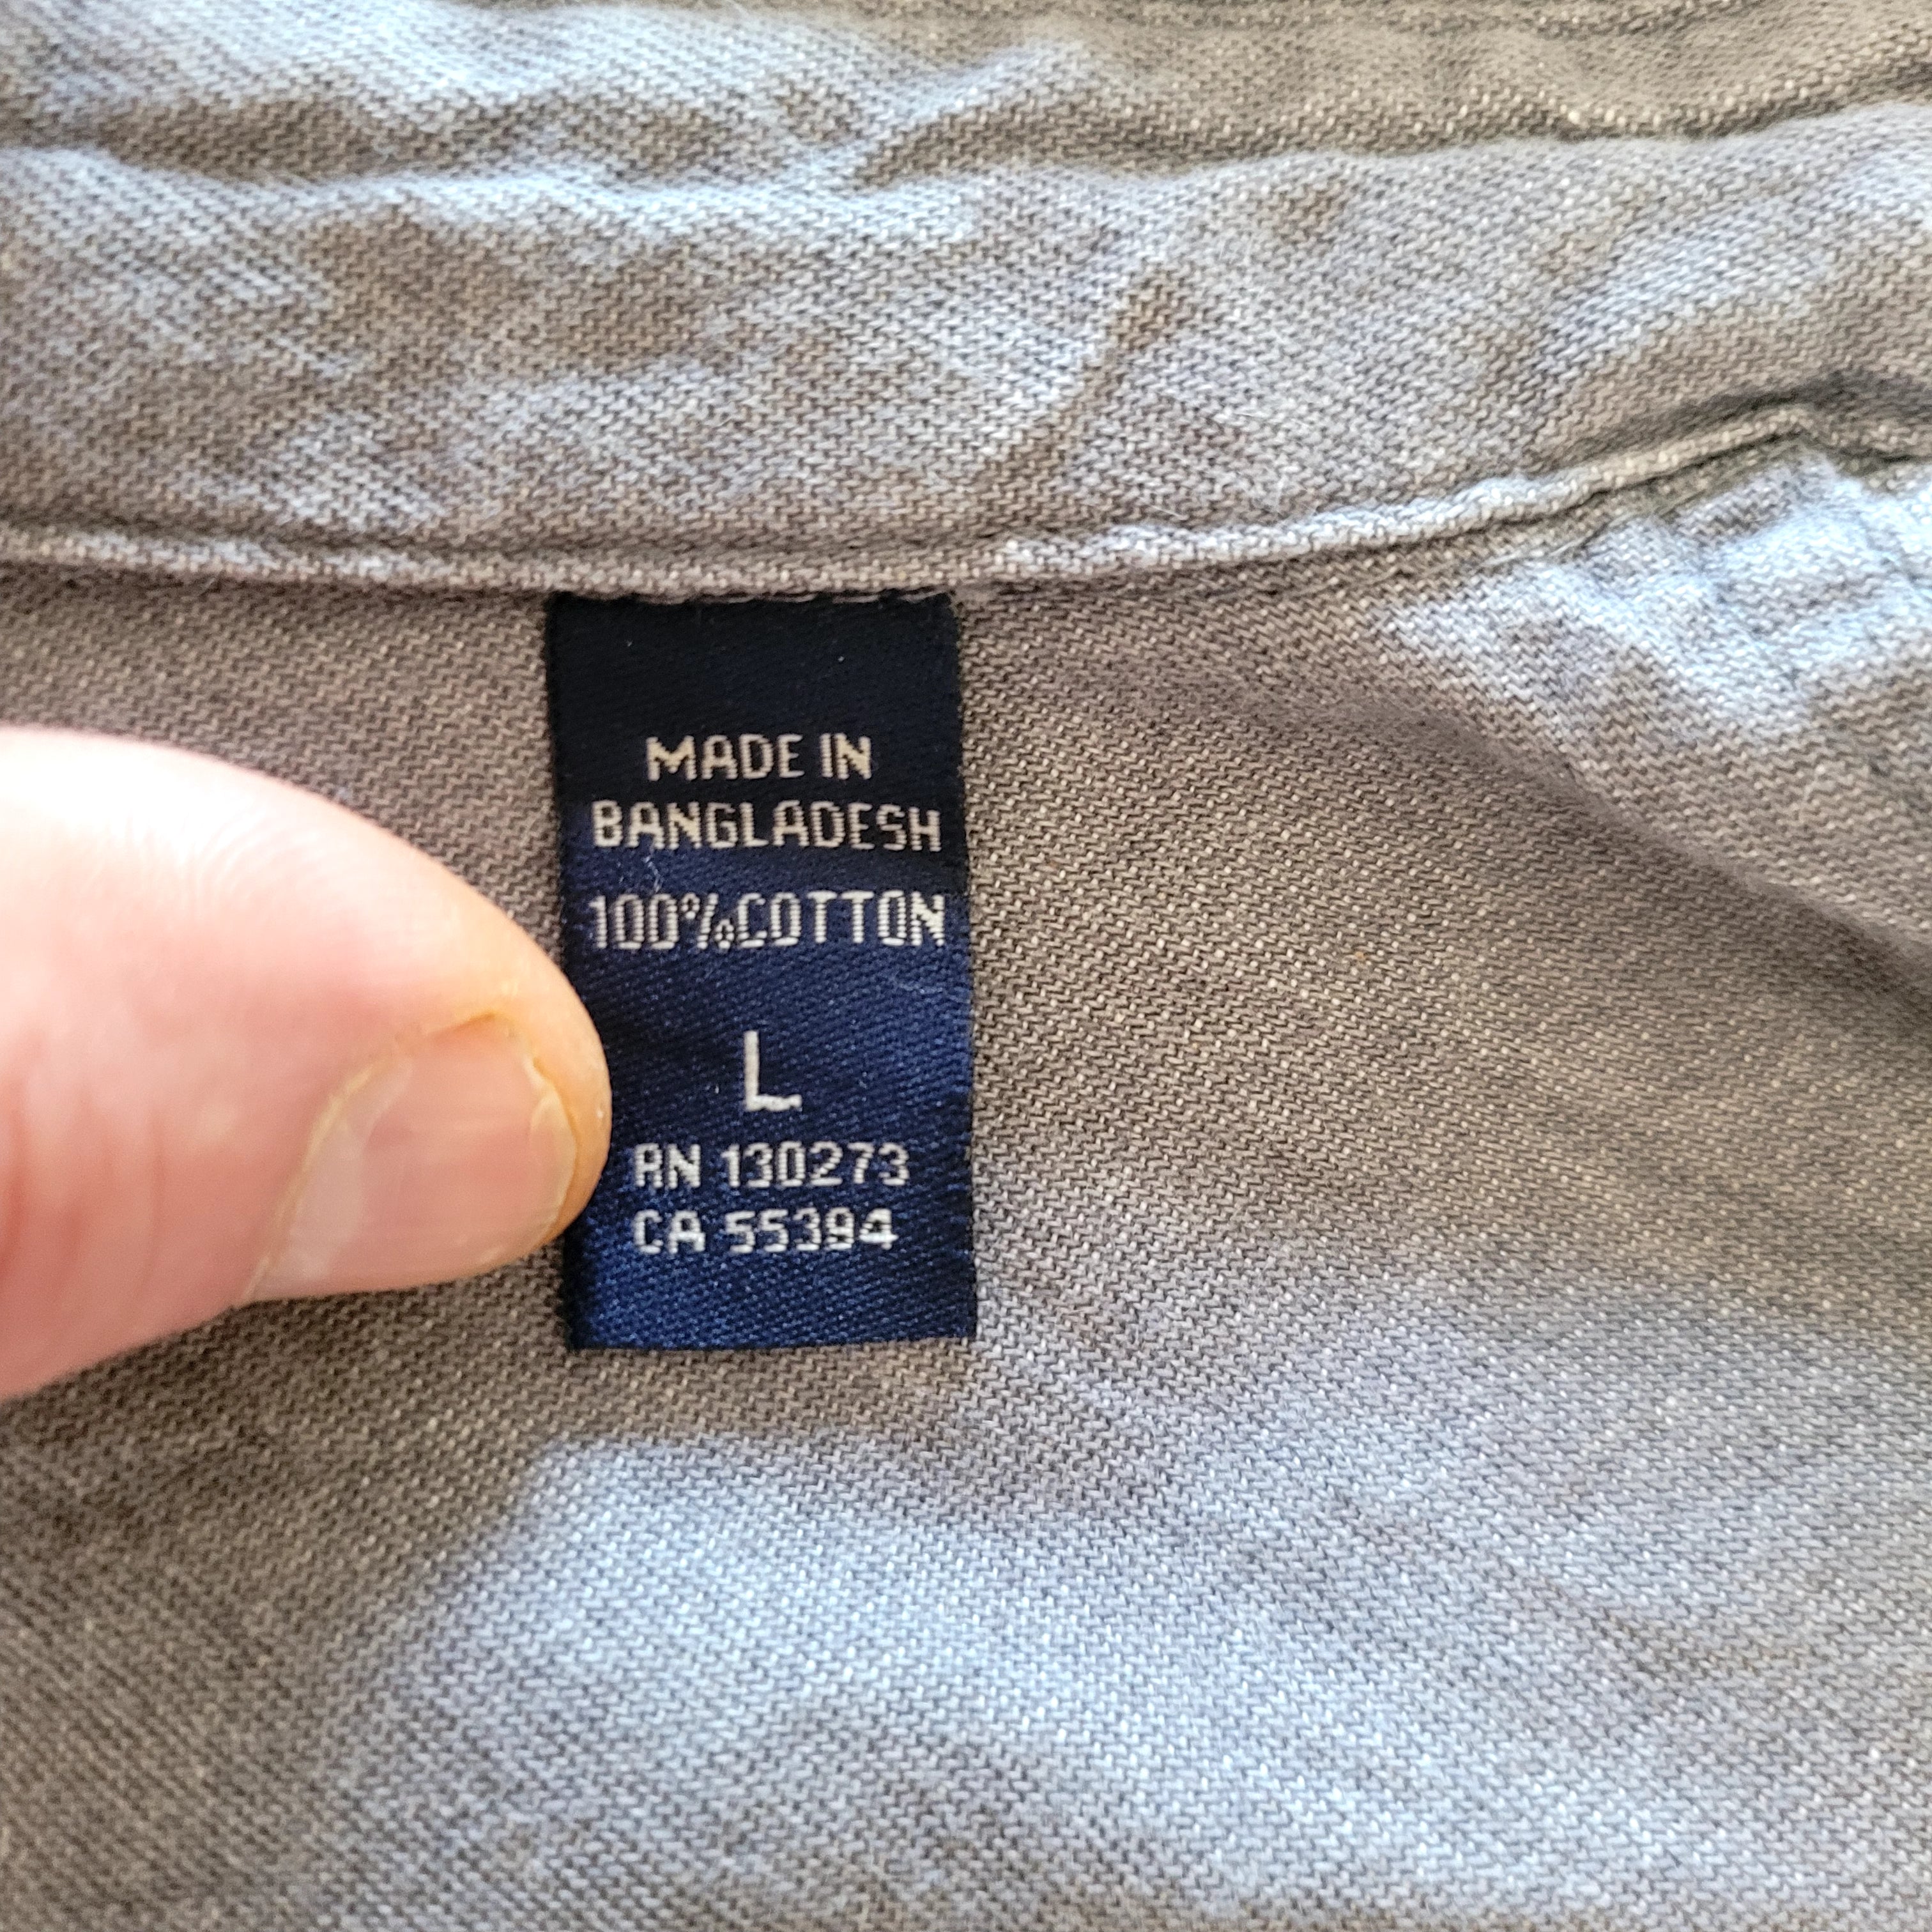 MADE IN
BANGLADESH
100%COTTON
L
RN 130273
CA 55394